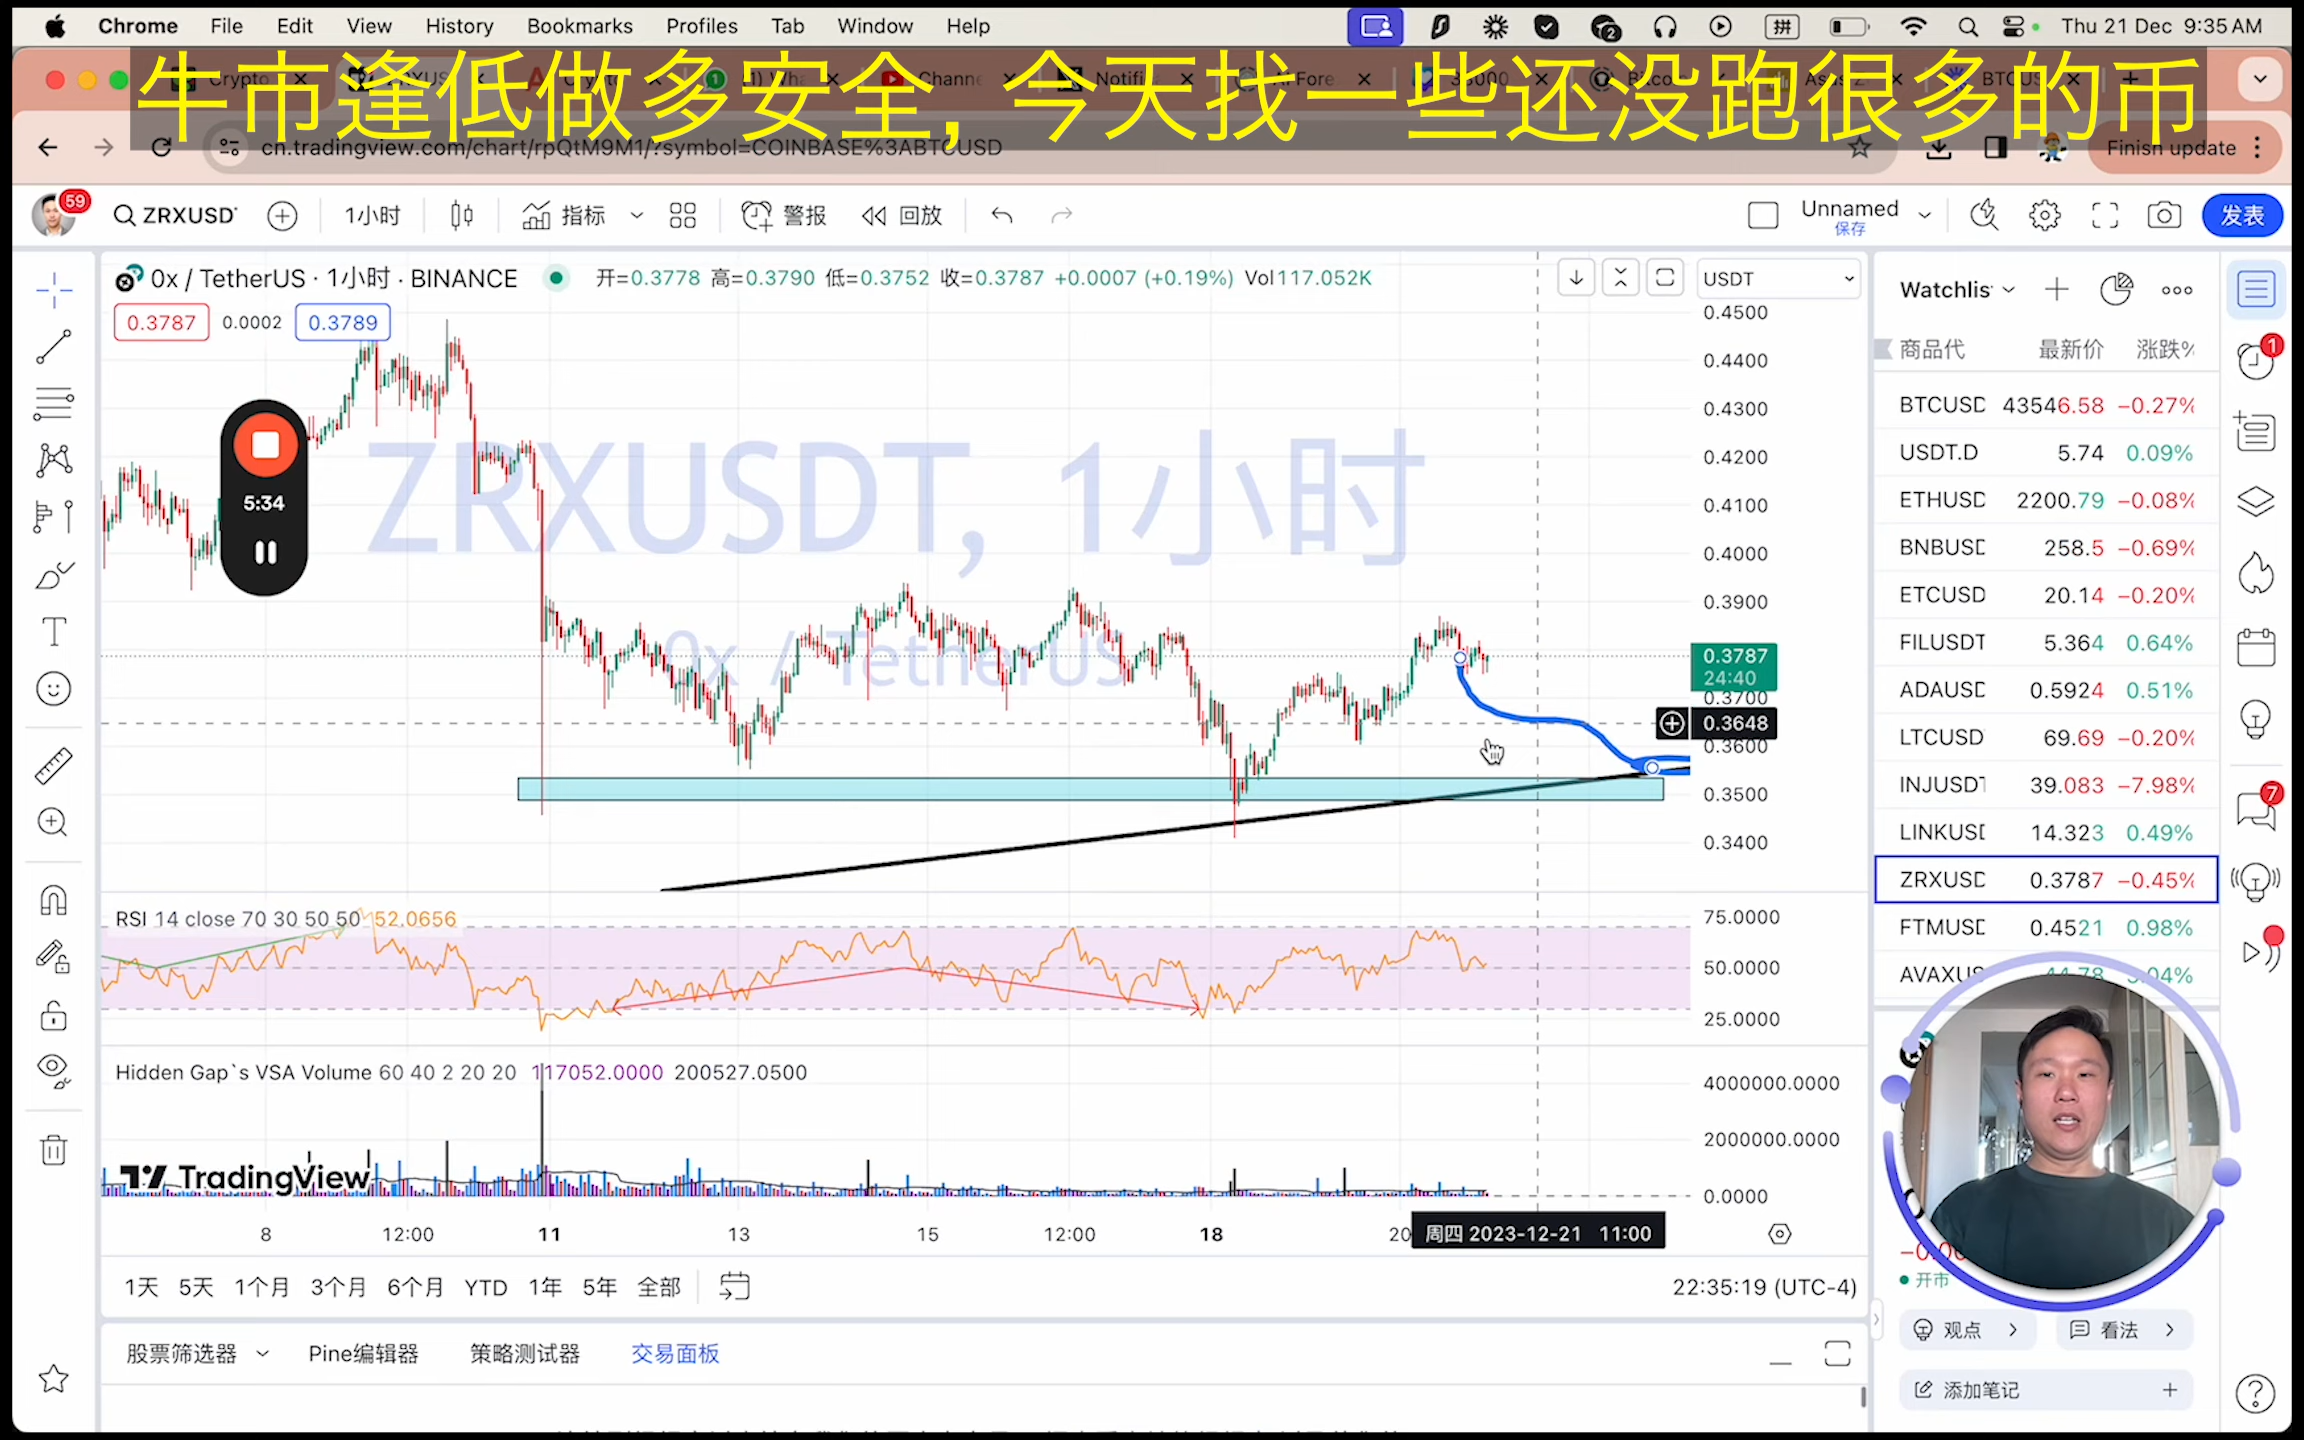 Chrome File Edit View History Bookmarks Profiles Tab Window Help Thu 21 Dec 9:35 AM
牛市逢低做多安全, 今天找一些还没跑很多的币
cn.tradingview.com/chart/rpQtM9M1/?symbol=COINBASE%3ABTCUSD
Finish update
59
ZRXUSD
1小时
指标
警报
回放
Unnamed
保存
发表
0x / TetherUS · 1小时 · BINANCE
开=0.3778 高=0.3790 低=0.3752 收=0.3787 +0.0007 (+0.19%) Vol 117.052K
USDT
0.3787 0.0002 0.3789
ZRXUSDT, 1小时
0x / TetherUS
5:34
0.4500
0.4400
0.4300
0.4200
0.4100
0.4000
0.3900
0.3787
24:40
0.3700
0.3648
0.3600
0.3500
0.3400
RSI 14 close 70 30 50 50 52.0656
75.0000
50.0000
25.0000
Hidden Gap`s VSA Volume 60 40 2 20 20 117052.0000 200527.0500
4000000.0000
2000000.0000
0.0000
TradingView
8 12:00 11 13 15 12:00 18 20
周四 2023-12-21 11:00
1天 5天 1个月 3个月 6个月 YTD 1年 5年 全部
22:35:19 (UTC-4)
股票筛选器 Pine编辑器 策略测试器 交易面板
Watchlis
商品代 最新价 涨跌%
BTCUSD 43546.58 −0.27%
USDT.D 5.74 0.09%
ETHUSD 2200.79 −0.08%
BNBUSD 258.5 −0.69%
ETCUSD 20.14 −0.20%
FILUSDT 5.364 0.64%
ADAUSD 0.5924 0.51%
LTCUSD 69.69 −0.20%
INJUSDT 39.083 −7.98%
LINKUSD 14.323 0.49%
ZRXUSD 0.3787 −0.45%
FTMUSD 0.4521 0.98%
AVAXUS
开市
观点
看法
添加笔记
1
7